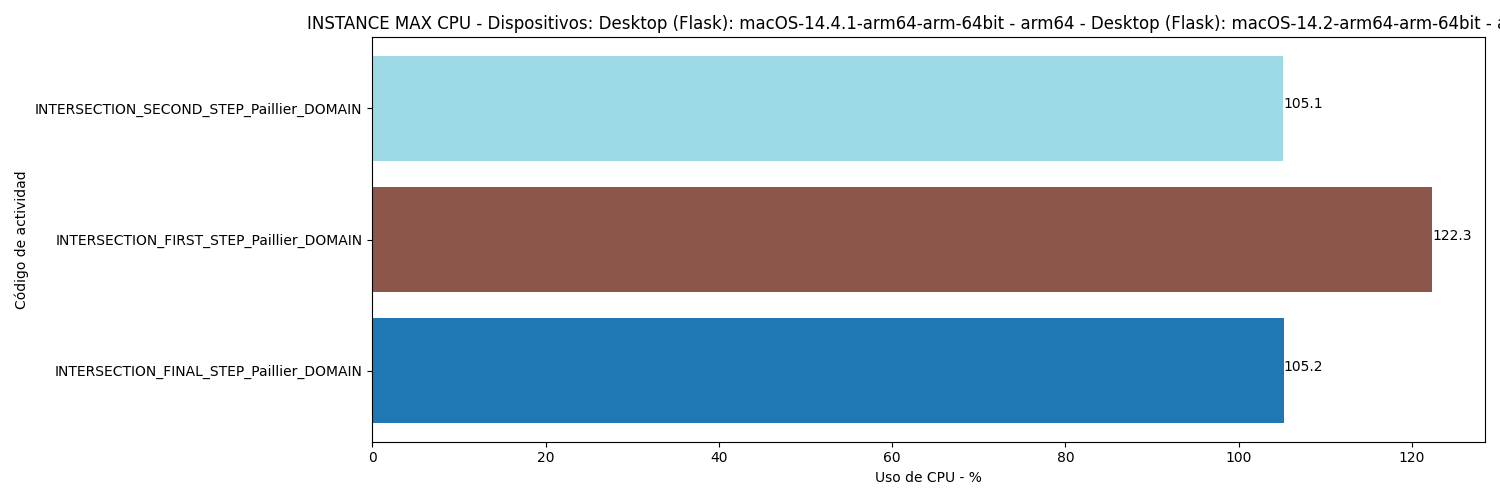 INSTANCE MAX CPU - Dispositivos: Desktop (Flask): macOS-14.4.1-arm64-arm-64bit - arm64 - Desktop (Flask): macOS-14.2-arm64-arm-64bit -
INTERSECTION_SECOND_STEP_Paillier_DOMAIN
105.1
INTERSECTION_FIRST_STEP_Paillier_DOMAIN
122.3
INTERSECTION_FINAL_STEP_Paillier_DOMAIN
105.2
Código de actividad
0 20 40 60 80 100 120
Uso de CPU - %